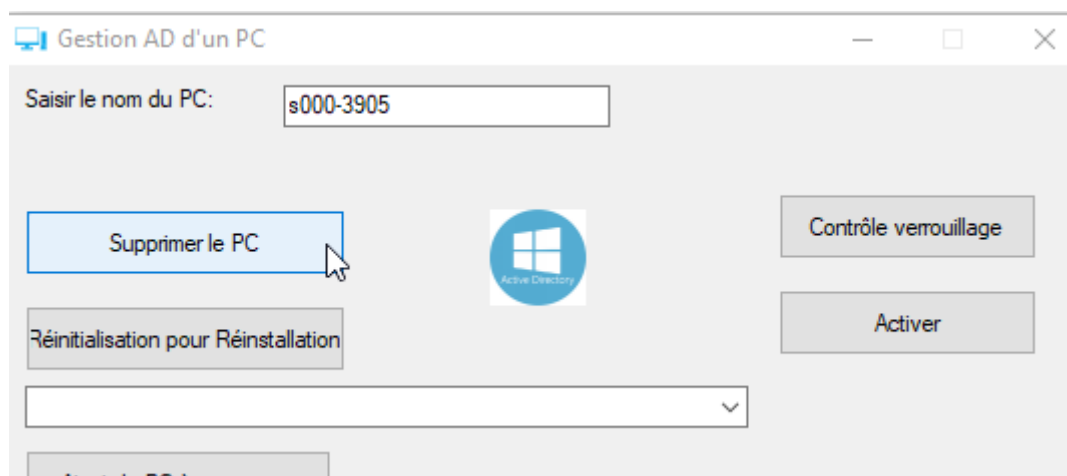 Gestion AD d'un PC
Saisir le nom du PC:
s000-3905
Supprimer le PC
Active Directory
Contrôle verrouillage
Réinitialisation pour Réinstallation
Activer